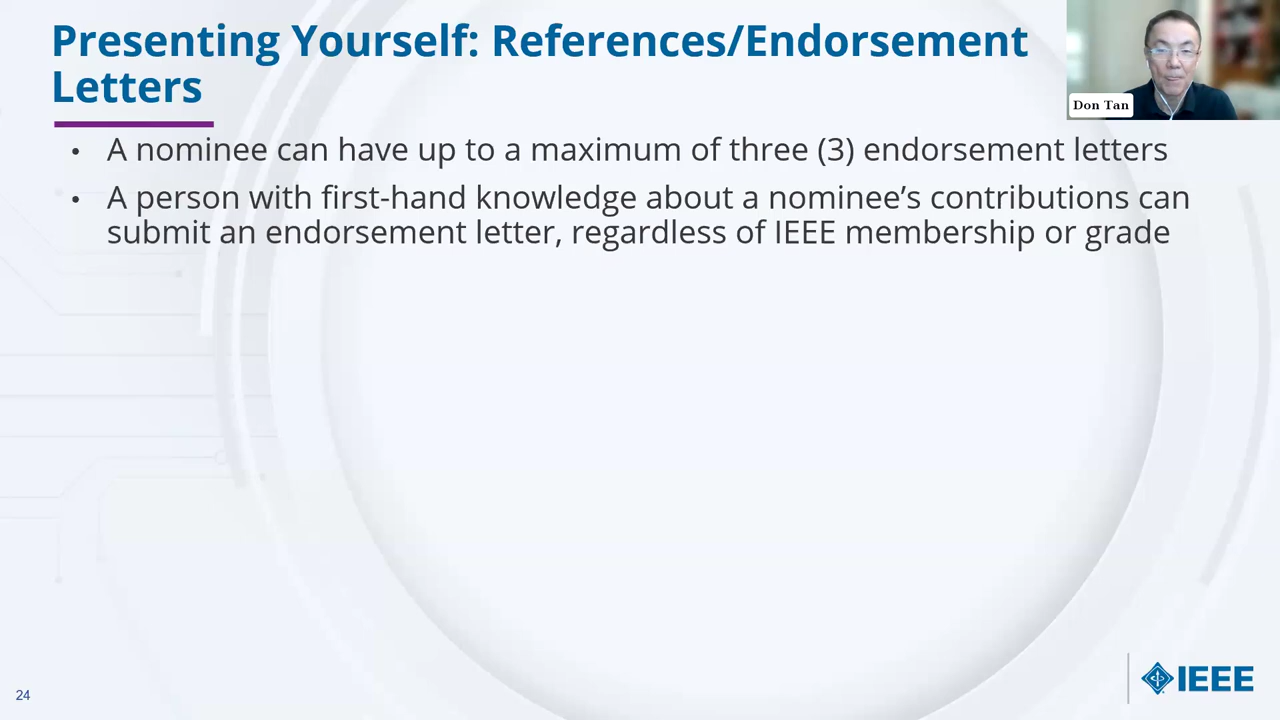 Presenting Yourself: References/Endorsement
Letters
Don Tan
• A nominee can have up to a maximum of three (3) endorsement letters
• A person with first-hand knowledge about a nominee’s contributions can
submit an endorsement letter, regardless of IEEE membership or grade
24
IEEE